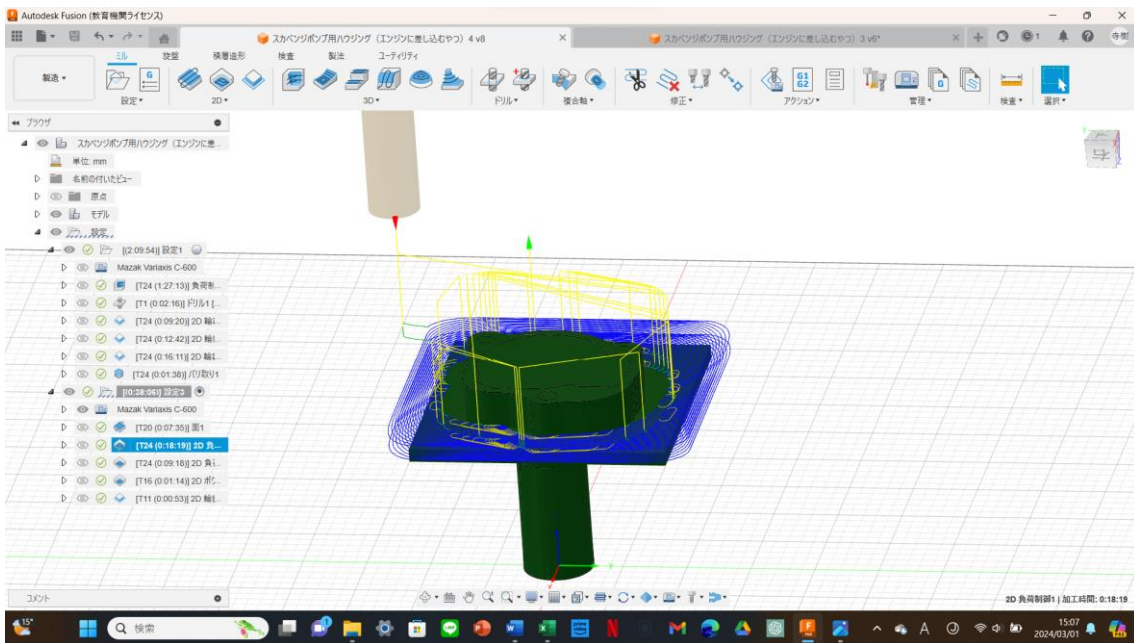 Autodesk Fusion (教育機関ライセンス)
スカベンジポンプ用ハウジング（エンジンに差し込むやつ）4 v8
スカベンジポンプ用ハウジング（エンジンに差し込むやつ）3 v6*
1
寺樹
ミル 旋盤 積層造形 検査 製法 ユーティリティ
製造
G
G1
G2
設定 2D 3D ドリル 複合軸 修正 アクション 管理 検査 選択
ブラウザ
スカベンジポンプ用ハウジング（エンジンに差...
単位: mm
名前の付いたビュー
原点
モデル
設定
[(2:09:54)] 設定1
Mazak Variaxis C-600
[T24 (1:27:13)] 負荷制...
[T1 (0:02:16)] ドリル1 [...
[T24 (0:09:20)] 2D 輪...
[T24 (0:12:42)] 2D 輪...
[T24 (0:16:11)] 2D 輪...
[T24 (0:01:38)] バリ取り1
[(0:38:06)] 設定3
Mazak Variaxis C-600
[T20 (0:07:35)] 面1
[T24 (0:18:19)] 2D 負...
[T24 (0:09:18)] 2D 負...
[T16 (0:01:14)] 2D ポ...
[T11 (0:00:53)] 2D 輪...
右
コメント
2D 負荷制御1 | 加工時間: 0:18:19
15°
検索
A
15:07
2024/03/01